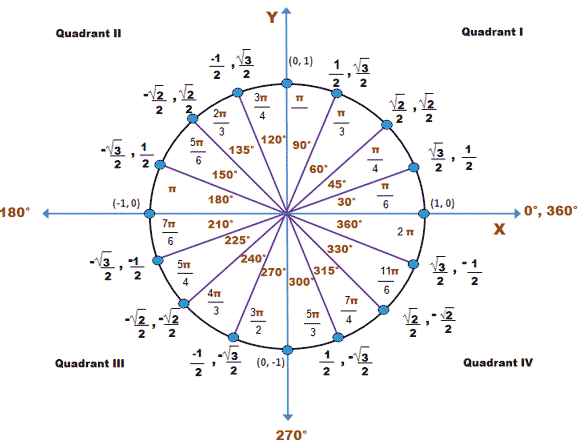 Y
Quadrant II
Quadrant I
-1/2 , √3/2
(0, 1)
1/2 , √3/2
-√2/2 , √2/2
√2/2 , √2/2
2π/3
3π/4
π/
π/3
120°
90°
135°
60°
-√3/2 , 1/2
5π/6
π/4
√3/2 , 1/2
150°
45°
π
180°
30°
π/6
180°
(-1, 0)
(1, 0)
0°, 360°
X
7π/6
210°
360°
2 π
225°
330°
-√3/2 , -1/2
5π/4
240°
270°
300°
315°
11π/6
√3/2 , -1/2
4π/3
3π/2
5π/3
7π/4
-√2/2 , -√2/2
√2/2 , -√2/2
-1/2 , -√3/2
(0, -1)
1/2 , -√3/2
Quadrant III
Quadrant IV
270°